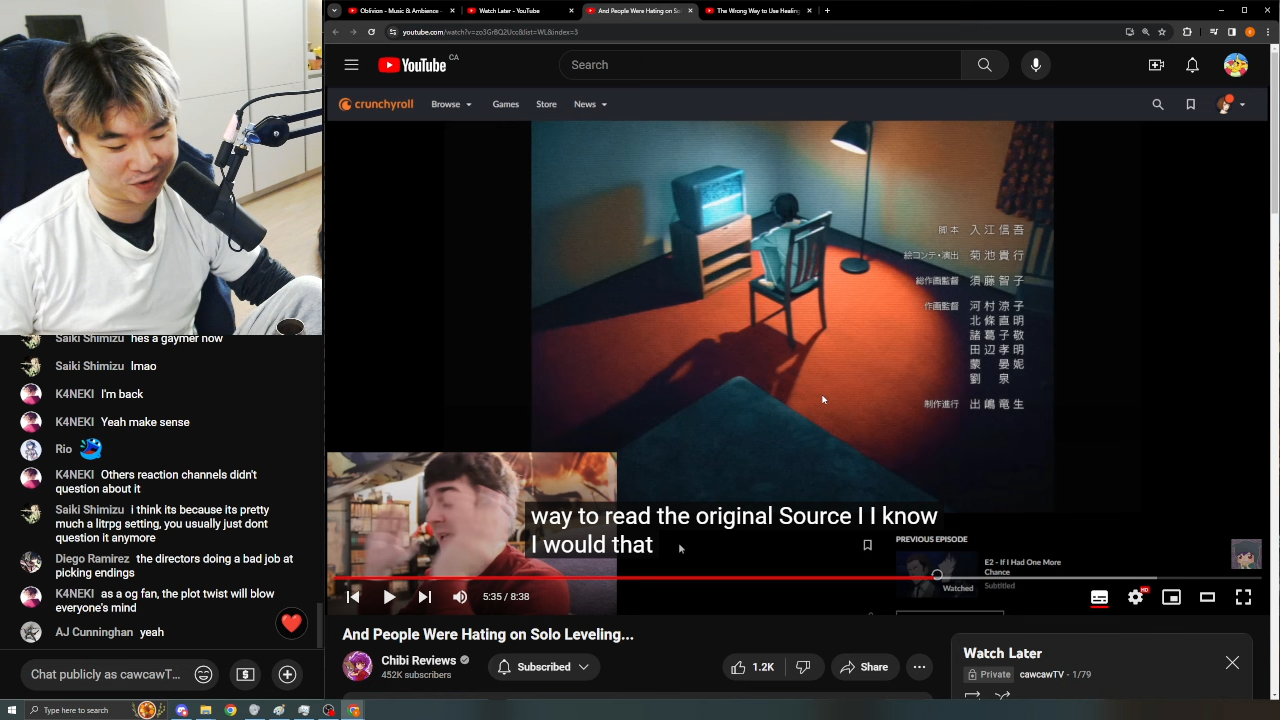 Oblivion - Music & Ambience -
Watch Later - YouTube
And People Were Hating on So
The Wrong Way to Use Healing
youtube.com/watch?v=zo3GrBQ2Ucc&list=WL&index=3
YouTube CA
Search
crunchyroll
Browse
Games
Store
News
脚本 入江信吾
絵コンテ・演出 菊池貴行
総作画監督 須藤智子
作画監督 河村涼子
北條直明
諸葛子敬
田辺孝明
蒙 晏妮
劉 泉
制作進行 出嶋竜生
way to read the original Source I I know
I would that
PREVIOUS EPISODE
E2 - If I Had One More
Chance
Watched
Subtitled
5:35 / 8:38
HD
And People Were Hating on Solo Leveling...
Chibi Reviews
452K subscribers
Subscribed
1.2K
Share
Watch Later
Private
cawcawTV - 1/79
Saiki Shimizu hes a gaymer now
Saiki Shimizu lmao
K4NEKI I'm back
K4NEKI Yeah make sense
Rio
K4NEKI Others reaction channels didn't
question about it
Saiki Shimizu i think its because its pretty
much a litrpg setting, you usually just dont
question it anymore
Diego Ramirez the directors doing a bad job at
picking endings
K4NEKI as a og fan, the plot twist will blow
everyone's mind
AJ Cunninghan yeah
Chat publicly as cawcawT...
Type here to search